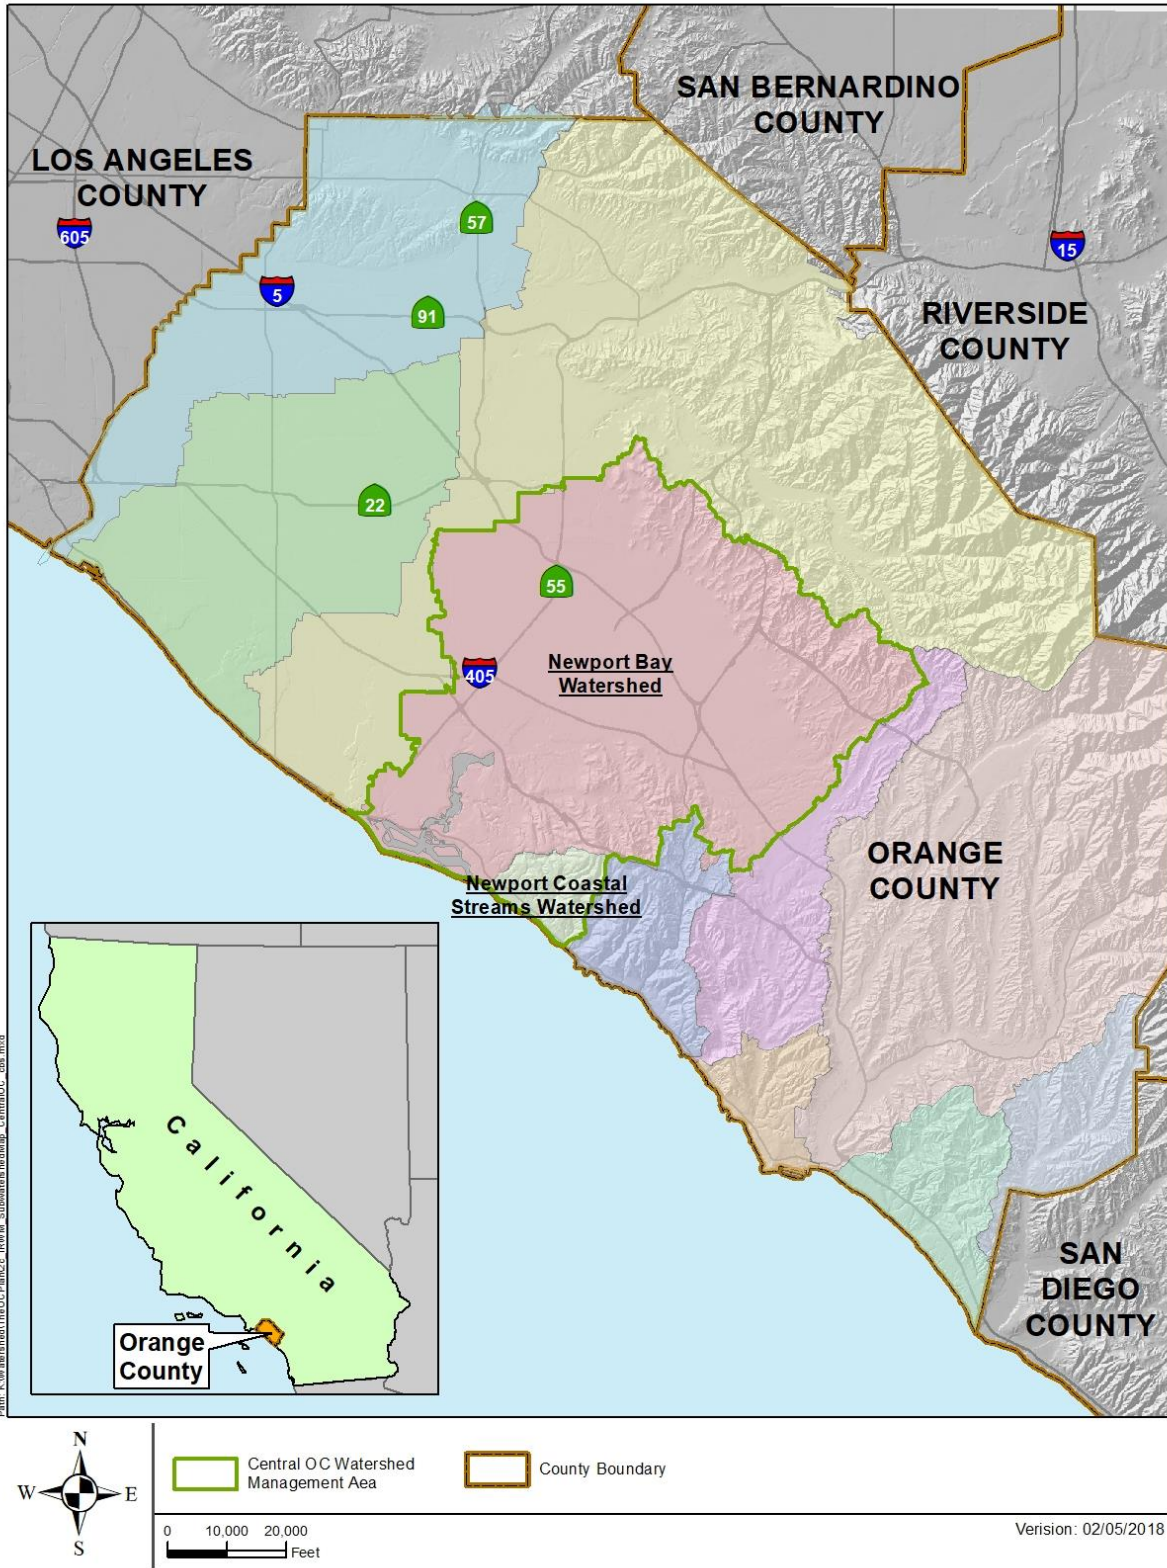 SAN BERNARDINO
COUNTY
LOS ANGELES
COUNTY
57
605
15
5
91
RIVERSIDE
COUNTY
22
55
Newport Bay
Watershed
405
ORANGE
COUNTY
Newport Coastal
Streams Watershed
California
Orange
County
SAN
DIEGO
COUNTY
N
W
E
S
Central OC Watershed
Management Aea
County Boundary
0 10,000 20,000
Feet
Verision: 02/05/2018